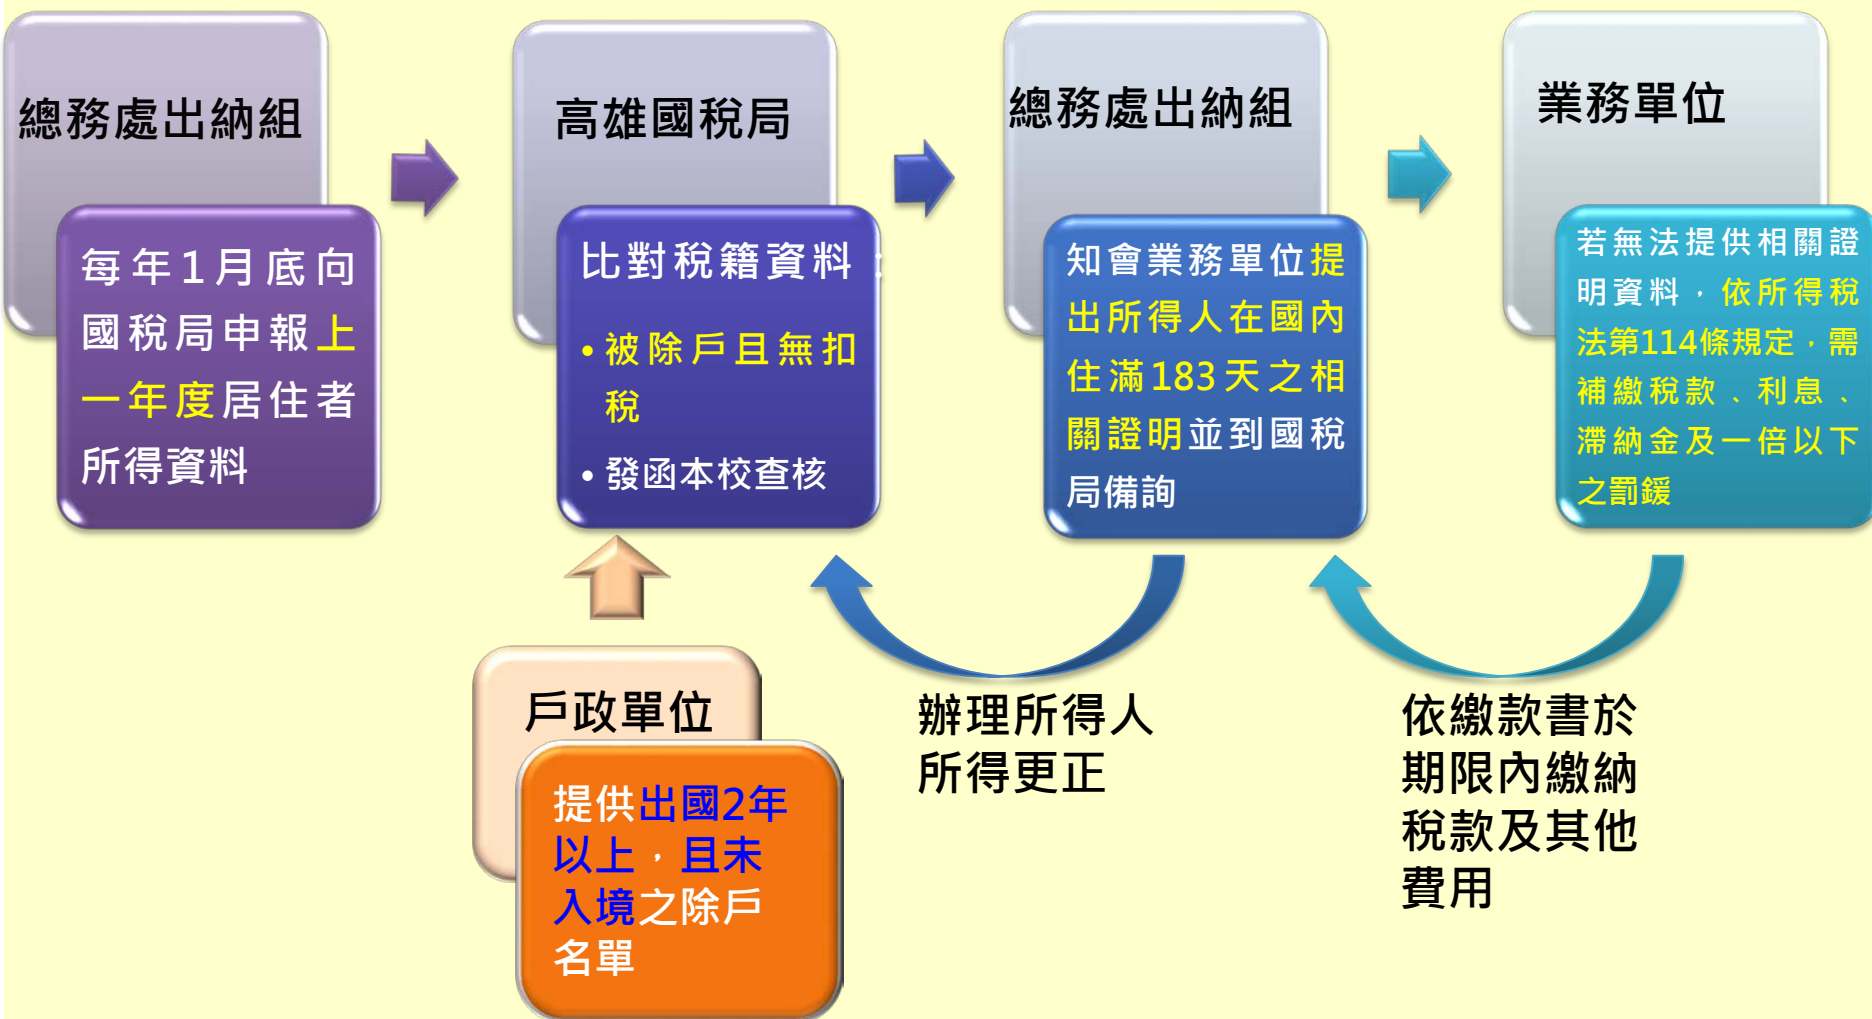 總務處出納組
每年1月底向
國稅局申報上
一年度居住者
所得資料
高雄國稅局
比對稅籍資料：
• 被除戶且無扣
稅
• 發函本校查核
總務處出納組
知會業務單位提
出所得人在國內
住滿183天之相
關證明並到國稅
局備詢
業務單位
若無法提供相關證
明資料，依所得稅
法第114條規定，需
補繳稅款、利息、
滯納金及一倍以下
之罰鍰
戶政單位
提供出國2年
以上，且未
入境之除戶
名單
辦理所得人
所得更正
依繳款書於
期限內繳納
稅款及其他
費用